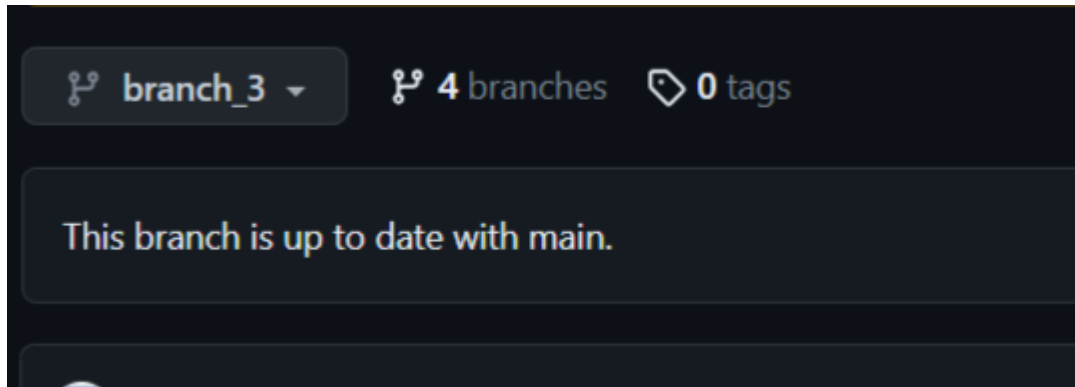 branch_3 4 branches 0 tags
This branch is up to date with main.